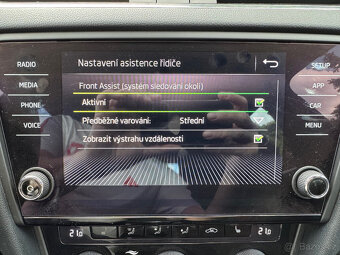 Nastavení asistence řidiče
RADIO
SETUP
Front Assist (systém sledování okolí)
MEDIA
APP
Aktivní
PHONE
CAR
Předběžné varování: Střední
VOICE
MENU
Zobrazit výstrahu vzdálenosti